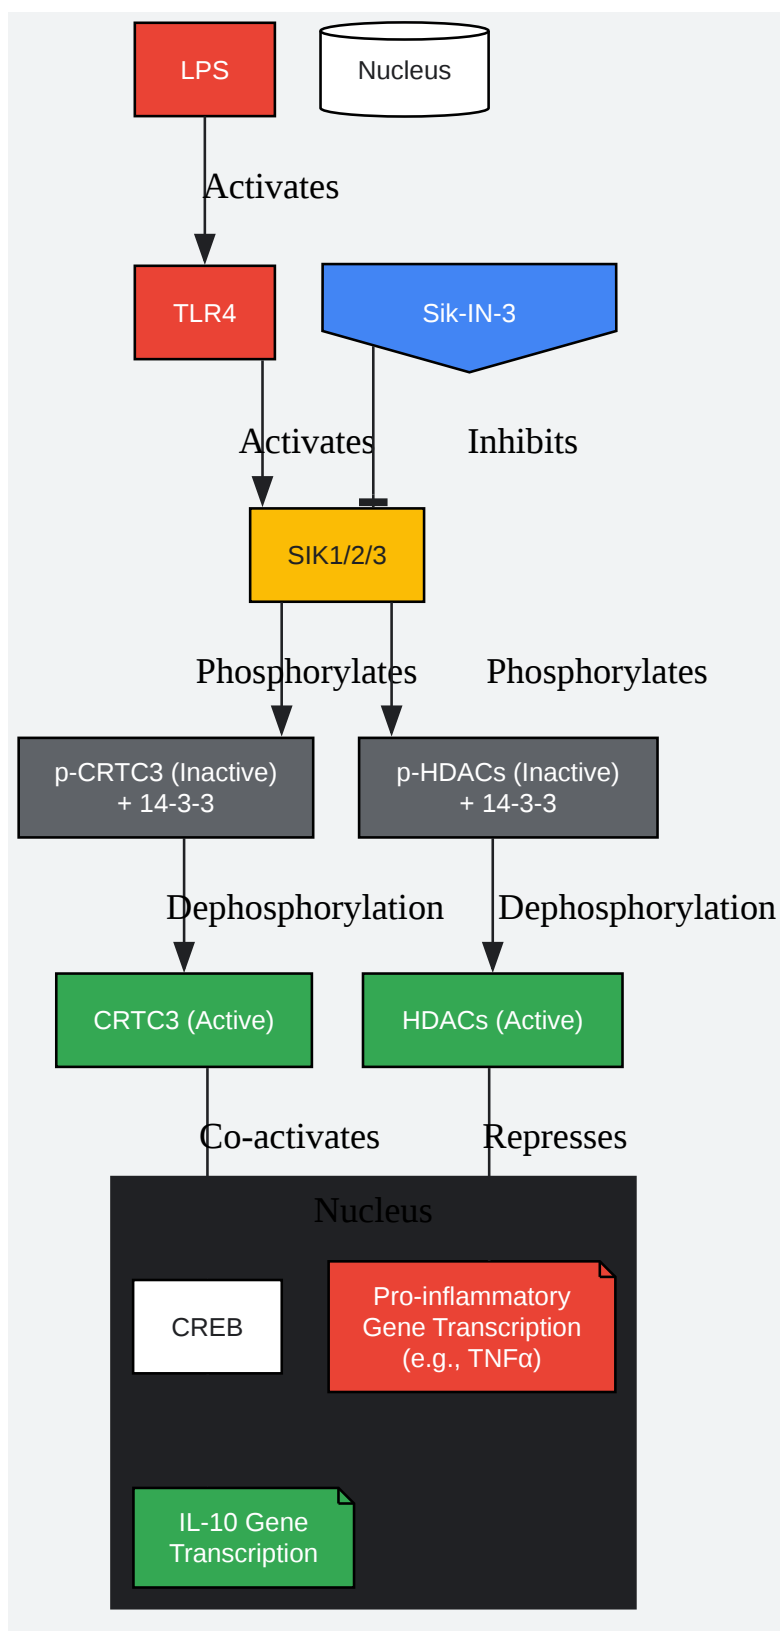 LPS
Nucleus
Activates
TLR4
Sik-IN-3
Activates
Inhibits
SIK1/2/3
Phosphorylates
Phosphorylates
p-CRTC3 (Inactive)
+ 14-3-3
p-HDACs (Inactive)
+ 14-3-3
Dephosphorylation
Dephosphorylation
CRTC3 (Active)
HDACs (Active)
Co-activates
Represses
Nucleus
CREB
Pro-inflammatory
Gene Transcription
(e.g., TNFα)
IL-10 Gene
Transcription